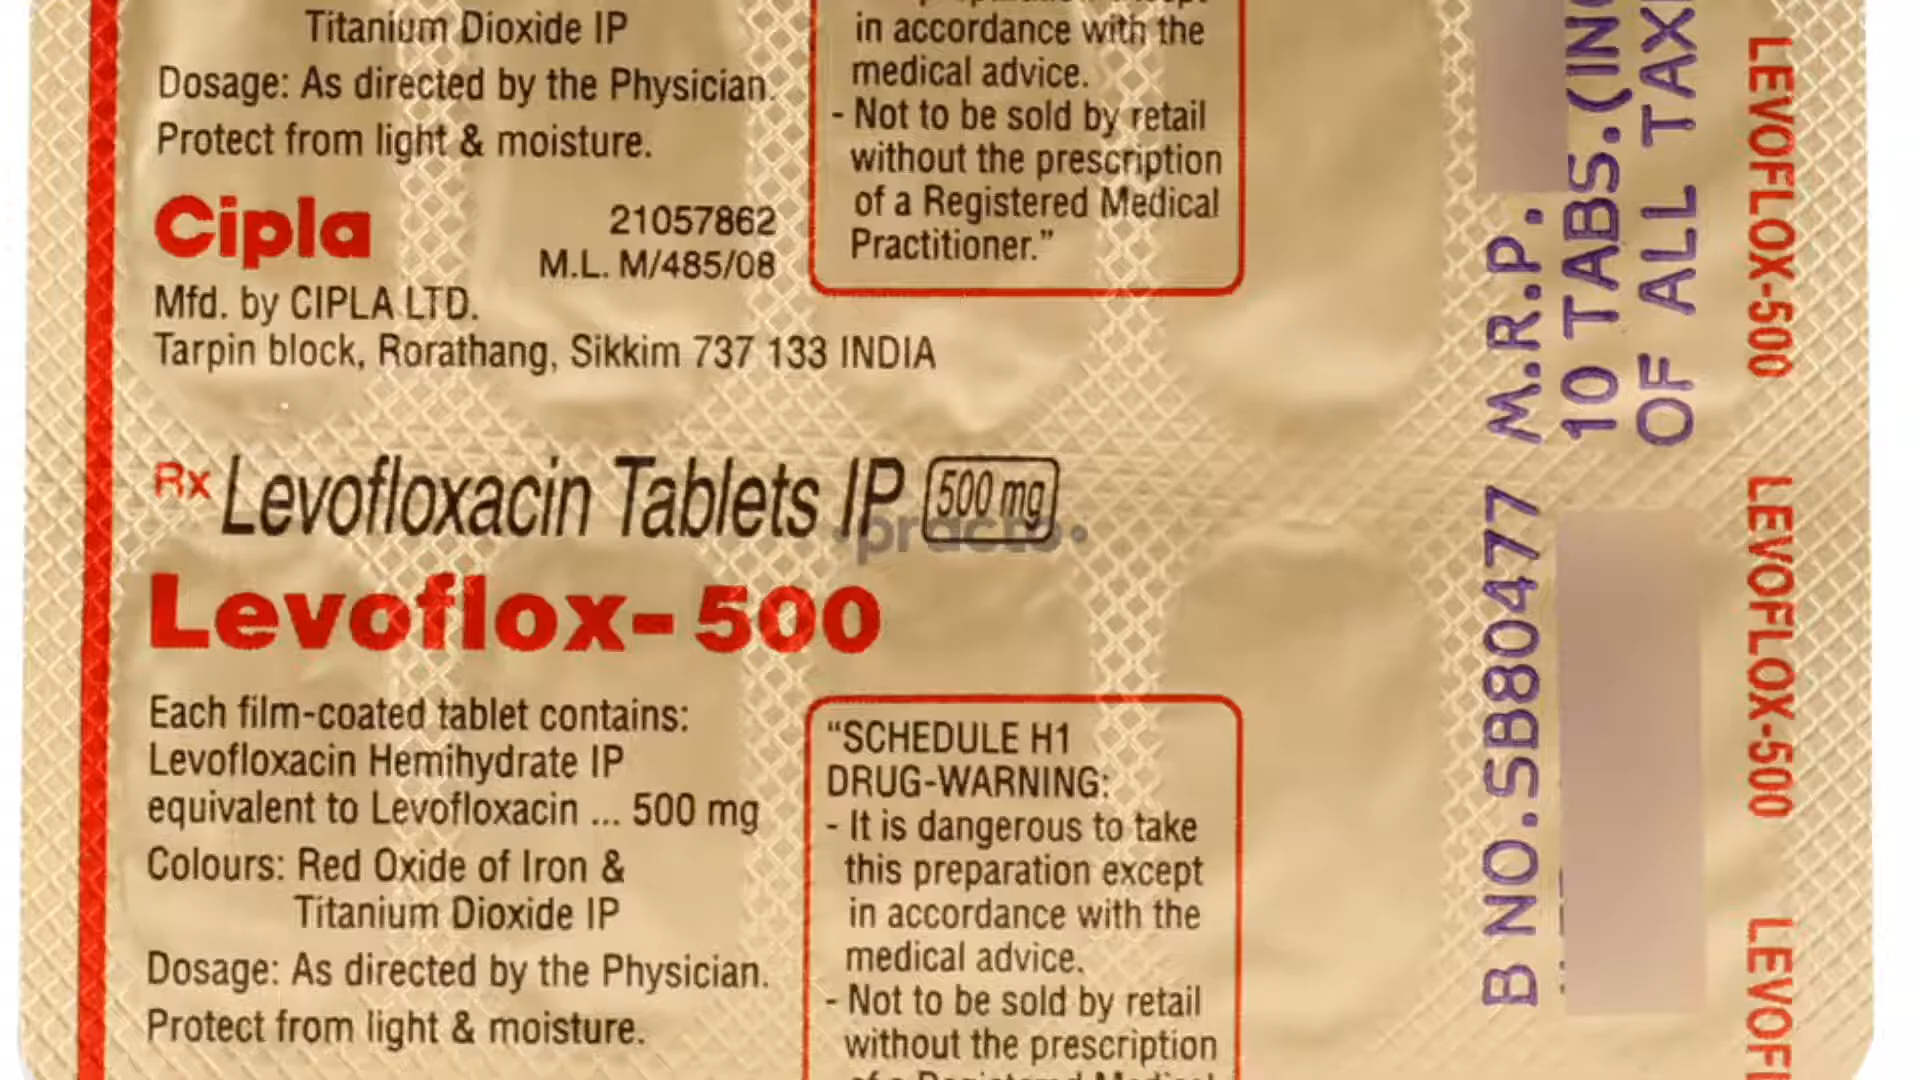 Titanium Dioxide IP
Dosage: As directed by the Physician.
Protect from light & moisture.
Cipla
21057862
M.L. M/485/08
Mfd. by CIPLA LTD.
Tarpin block, Rorathang, Sikkim 737 133 INDIA
in accordance with the
medical advice.
- Not to be sold by retail
without the prescription
of a Registered Medical
Practitioner.”
Rx Levofloxacin Tablets IP 500 mg
·practo·
Levoflox-500
Each film-coated tablet contains:
Levofloxacin Hemihydrate IP
equivalent to Levofloxacin ... 500 mg
Colours: Red Oxide of Iron &
Titanium Dioxide IP
Dosage: As directed by the Physician.
Protect from light & moisture.
“SCHEDULE H1
DRUG-WARNING:
- It is dangerous to take
this preparation except
in accordance with the
medical advice.
- Not to be sold by retail
without the prescription
B NO.SB80477 M.R.P.
10 TABS.(INC
OF ALL TAX
LEVOFLOX-500
LEVOFLOX-500
LEVOF